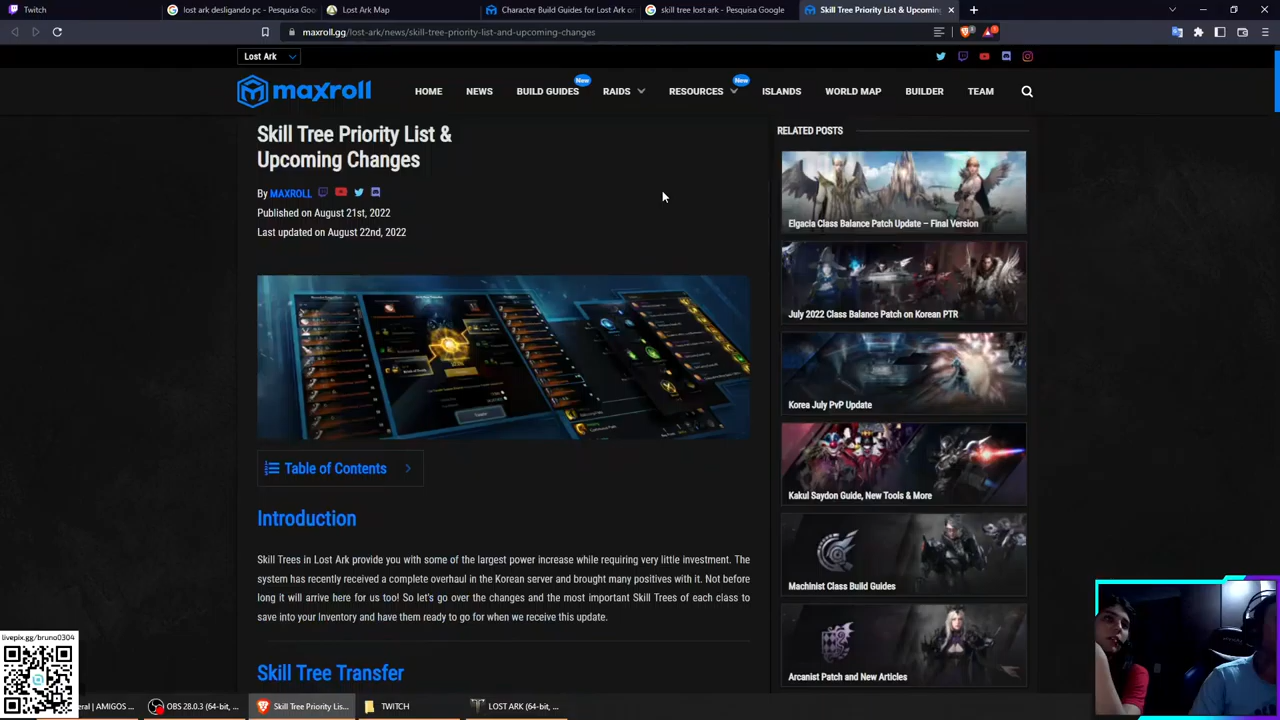 Twitch
lost ark desligando pc - Pesquisa Goo
Lost Ark Map
Character Build Guides for Lost Ark on
skill tree lost ark - Pesquisa Google
Skill Tree Priority List & Upcoming
maxroll.gg/lost-ark/news/skill-tree-priority-list-and-upcoming-changes
Lost Ark
maxroll
HOME
NEWS
BUILD GUIDES
New
RAIDS
RESOURCES
New
ISLANDS
WORLD MAP
BUILDER
TEAM
Skill Tree Priority List &
Upcoming Changes
By MAXROLL
Published on August 21st, 2022
Last updated on August 22nd, 2022
Table of Contents
Introduction
Skill Trees in Lost Ark provide you with some of the largest power increase while requiring very little investment. The
system has recently received a complete overhaul in the Korean server and brought many positives with it. Not before
long it will arrive here for us too! So let's go over the changes and the most important Skill Trees of each class to
save into your Inventory and have them ready to go for when we receive this update.
Skill Tree Transfer
RELATED POSTS
Elgacia Class Balance Patch Update – Final Version
July 2022 Class Balance Patch on Korean PTR
Korea July PvP Update
Kakul Saydon Guide, New Tools & More
Machinist Class Build Guides
Arcanist Patch and New Articles
livepix.gg/bruno0304
eral | AMIGOS ...
OBS 28.0.3 (64-bit, ...
Skill Tree Priority Lis...
TWITCH
LOST ARK (64-bit, ...